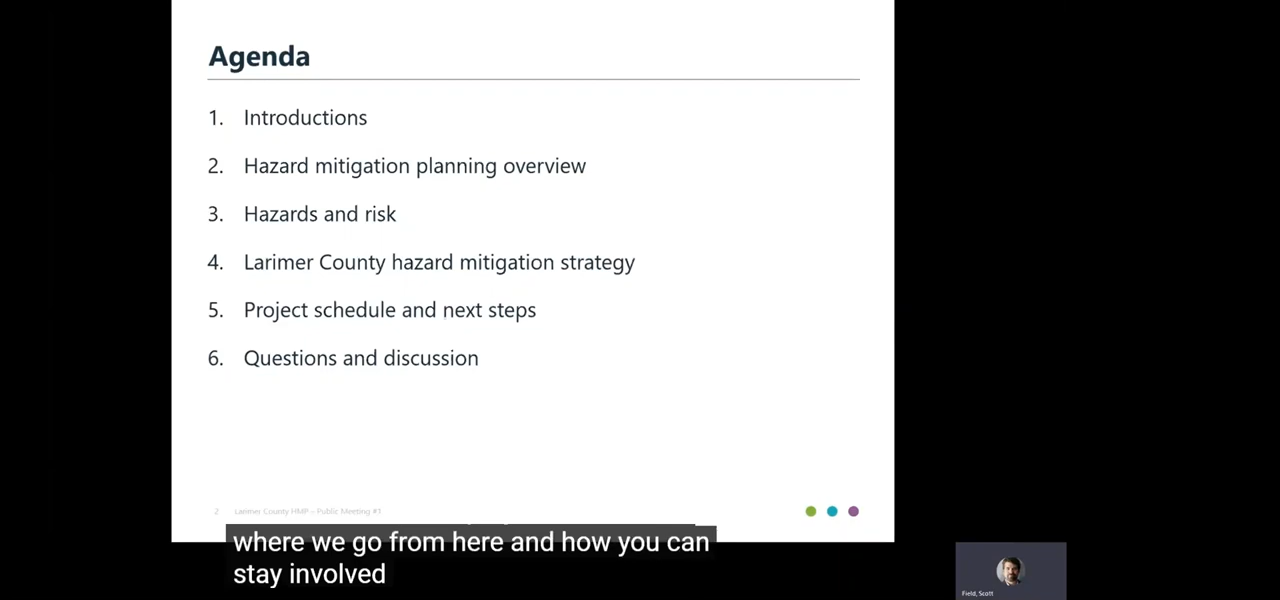 Agenda
1. Introductions
2. Hazard mitigation planning overview
3. Hazards and risk
4. Larimer County hazard mitigation strategy
5. Project schedule and next steps
6. Questions and discussion
2 Larimer County HMP – Public Meeting #1
where we go from here and how you can
stay involved
Field, Scott